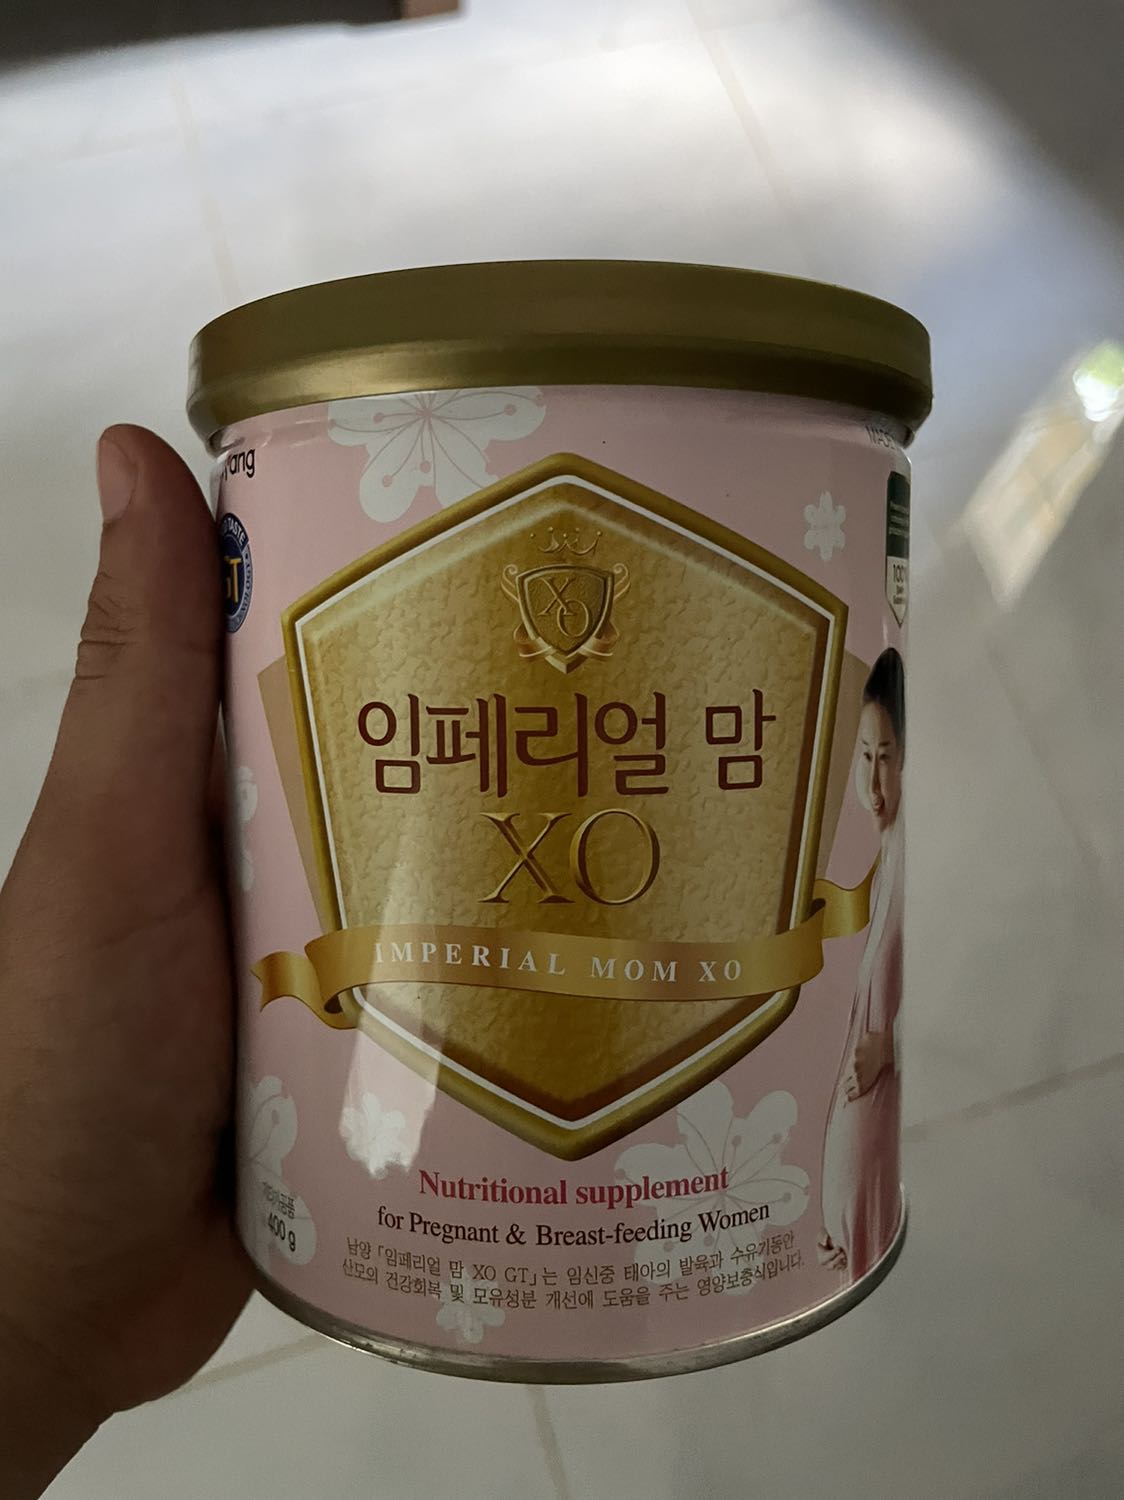 GT
XO
100%
임페리얼 맘
XO
IMPERIAL MOM XO
Nutritional supplement
for Pregnant & Breast-feeding Women
400 g
남양 「임페리얼 맘 XO GT」는 임신중 태아의 발육과 수유기동안
산모의 건강회복 및 모유성분 개선에 도움을 주는 영양보충식입니다.